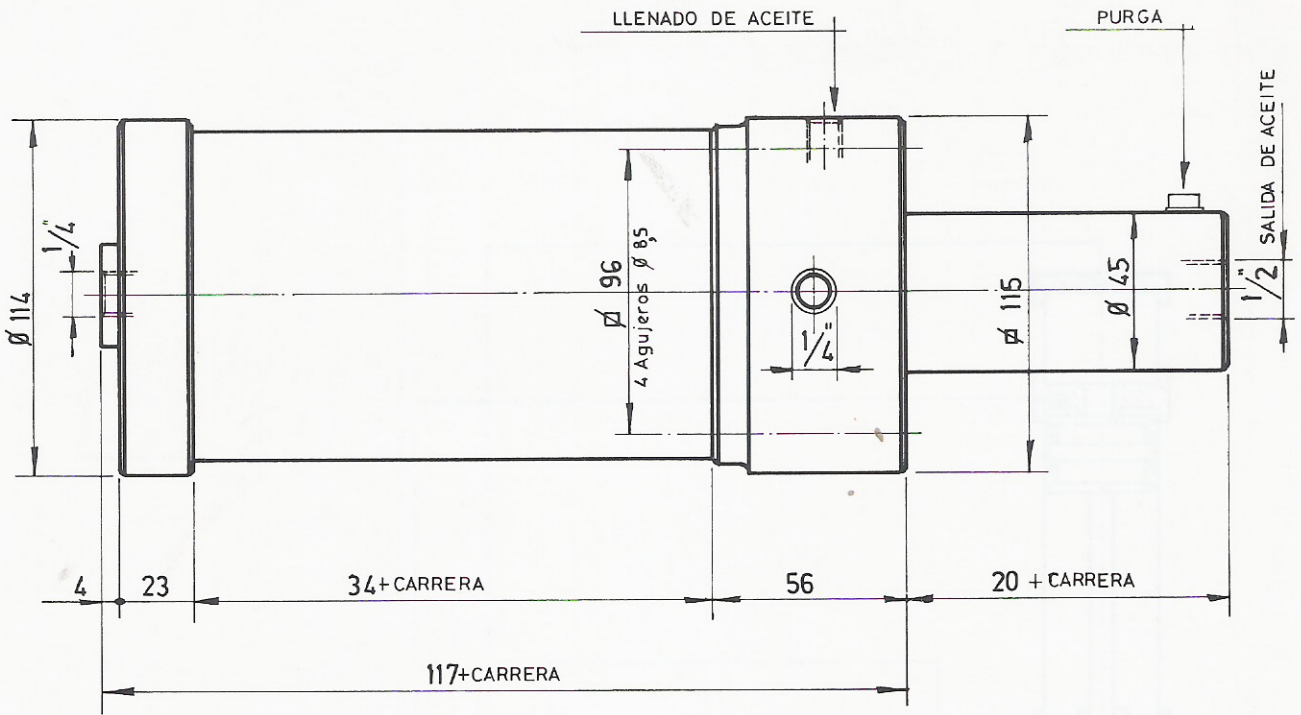 LLENADO DE ACEITE
PURGA
SALIDA DE ACEITE
1/2"
Ø 45
⌀ 115
1/4"
⌀ 96
4 Agujeros Ø 8,5
1/4"
Ø 114
4
23
34+CARRERA
56
20 + CARRERA
117+CARRERA